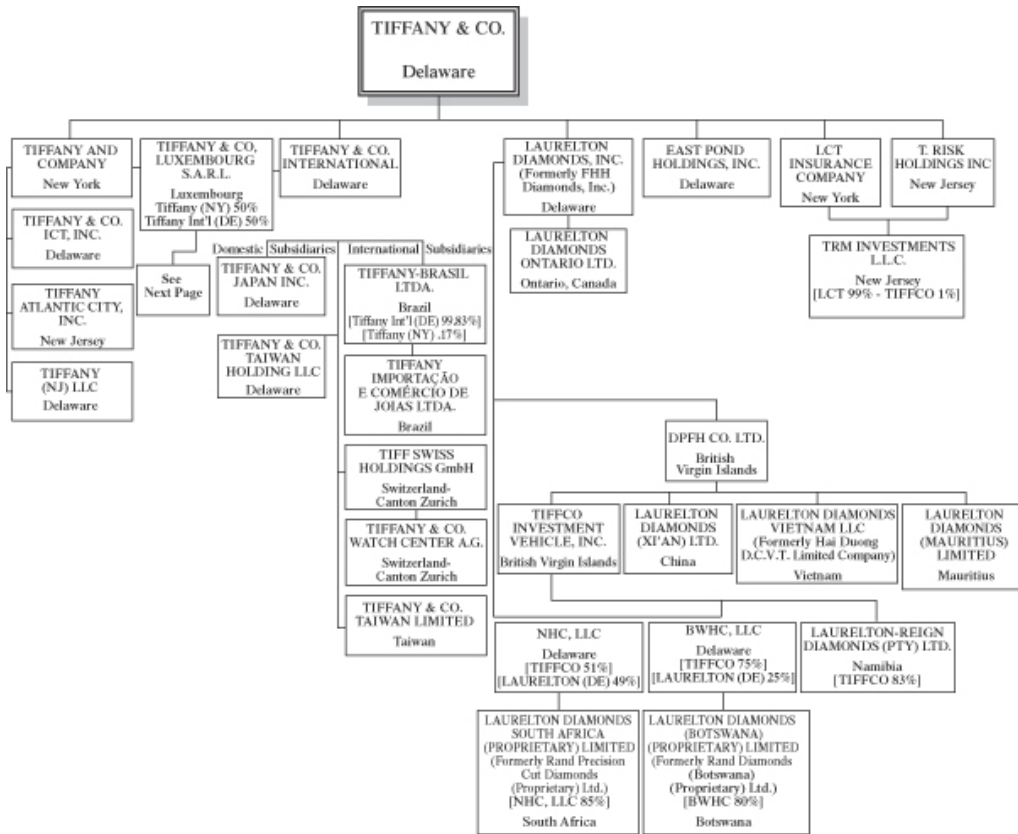 TIFFANY & CO.
Delaware
TIFFANY AND
COMPANY
New York
TIFFANY & CO,
LUXEMBOURG
S.A.R.L.
Luxembourg
Tiffany (NY) 50%
Tiffany Int'l (DE) 50%
TIFFANY & CO.
INTERNATIONAL
Delaware
LAURELTON
DIAMONDS, INC.
(Formerly FHH
Diamonds, Inc.)
Delaware
EAST POND
HOLDINGS, INC.
Delaware
LCT
INSURANCE
COMPANY
New York
T. RISK
HOLDINGS INC
New Jersey
TIFFANY & CO.
ICT, INC.
Delaware
See
Next Page
Domestic Subsidiaries
International Subsidiaries
TIFFANY & CO.
JAPAN INC.
Delaware
TIFFANY-BRASIL
LTDA.
Brazil
[Tiffany Int'l (DE) 99.83%]
[Tiffany (NY) .17%]
LAURELTON
DIAMONDS
ONTARIO LTD.
Ontario, Canada
TRM INVESTMENTS
L.L.C.
New Jersey
[LCT 99% - TIFFCO 1%]
TIFFANY
ATLANTIC CITY,
INC.
New Jersey
TIFFANY & CO.
TAIWAN
HOLDING LLC
Delaware
TIFFANY
IMPORTAÇÃO
E COMÉRCIO DE
JOIAS LTDA.
Brazil
TIFFANY
(NJ) LLC
Delaware
DPFH CO. LTD.
British
Virgin Islands
TIFF SWISS
HOLDINGS GmbH
Switzerland-
Canton Zurich
TIFFCO
INVESTMENT
VEHICLE, INC.
British Virgin Islands
LAURELTON
DIAMONDS
(XI'AN) LTD.
China
LAURELTON DIAMONDS
VIETNAM LLC
(Formerly Hai Duong
D.C.V.T. Limited Company)
Vietnam
LAURELTON
DIAMONDS
(MAURITIUS)
LIMITED
Mauritius
TIFFANY & CO.
WATCH CENTER A.G.
Switzerland-
Canton Zurich
TIFFANY & CO.
TAIWAN LIMITED
Taiwan
NHC, LLC
Delaware
[TIFFCO 51%]
[LAURELTON (DE) 49%]
BWHC, LLC
Delaware
[TIFFCO 75%]
[LAURELTON (DE) 25%]
LAURELTON-REIGN
DIAMONDS (PTY) LTD.
Namibia
[TIFFCO 83%]
LAURELTON DIAMONDS
SOUTH AFRICA
(PROPRIETARY) LIMITED
(Formerly Rand Precision
Cut Diamonds
(Proprietary) Ltd.)
[NHC, LLC 85%]
South Africa
LAURELTON DIAMONDS
(BOTSWANA)
(PROPRIETARY) LIMITED
(Formerly Rand Diamonds
(Botswana)
(Proprietary) Ltd.)
[BWHC 80%]
Botswana